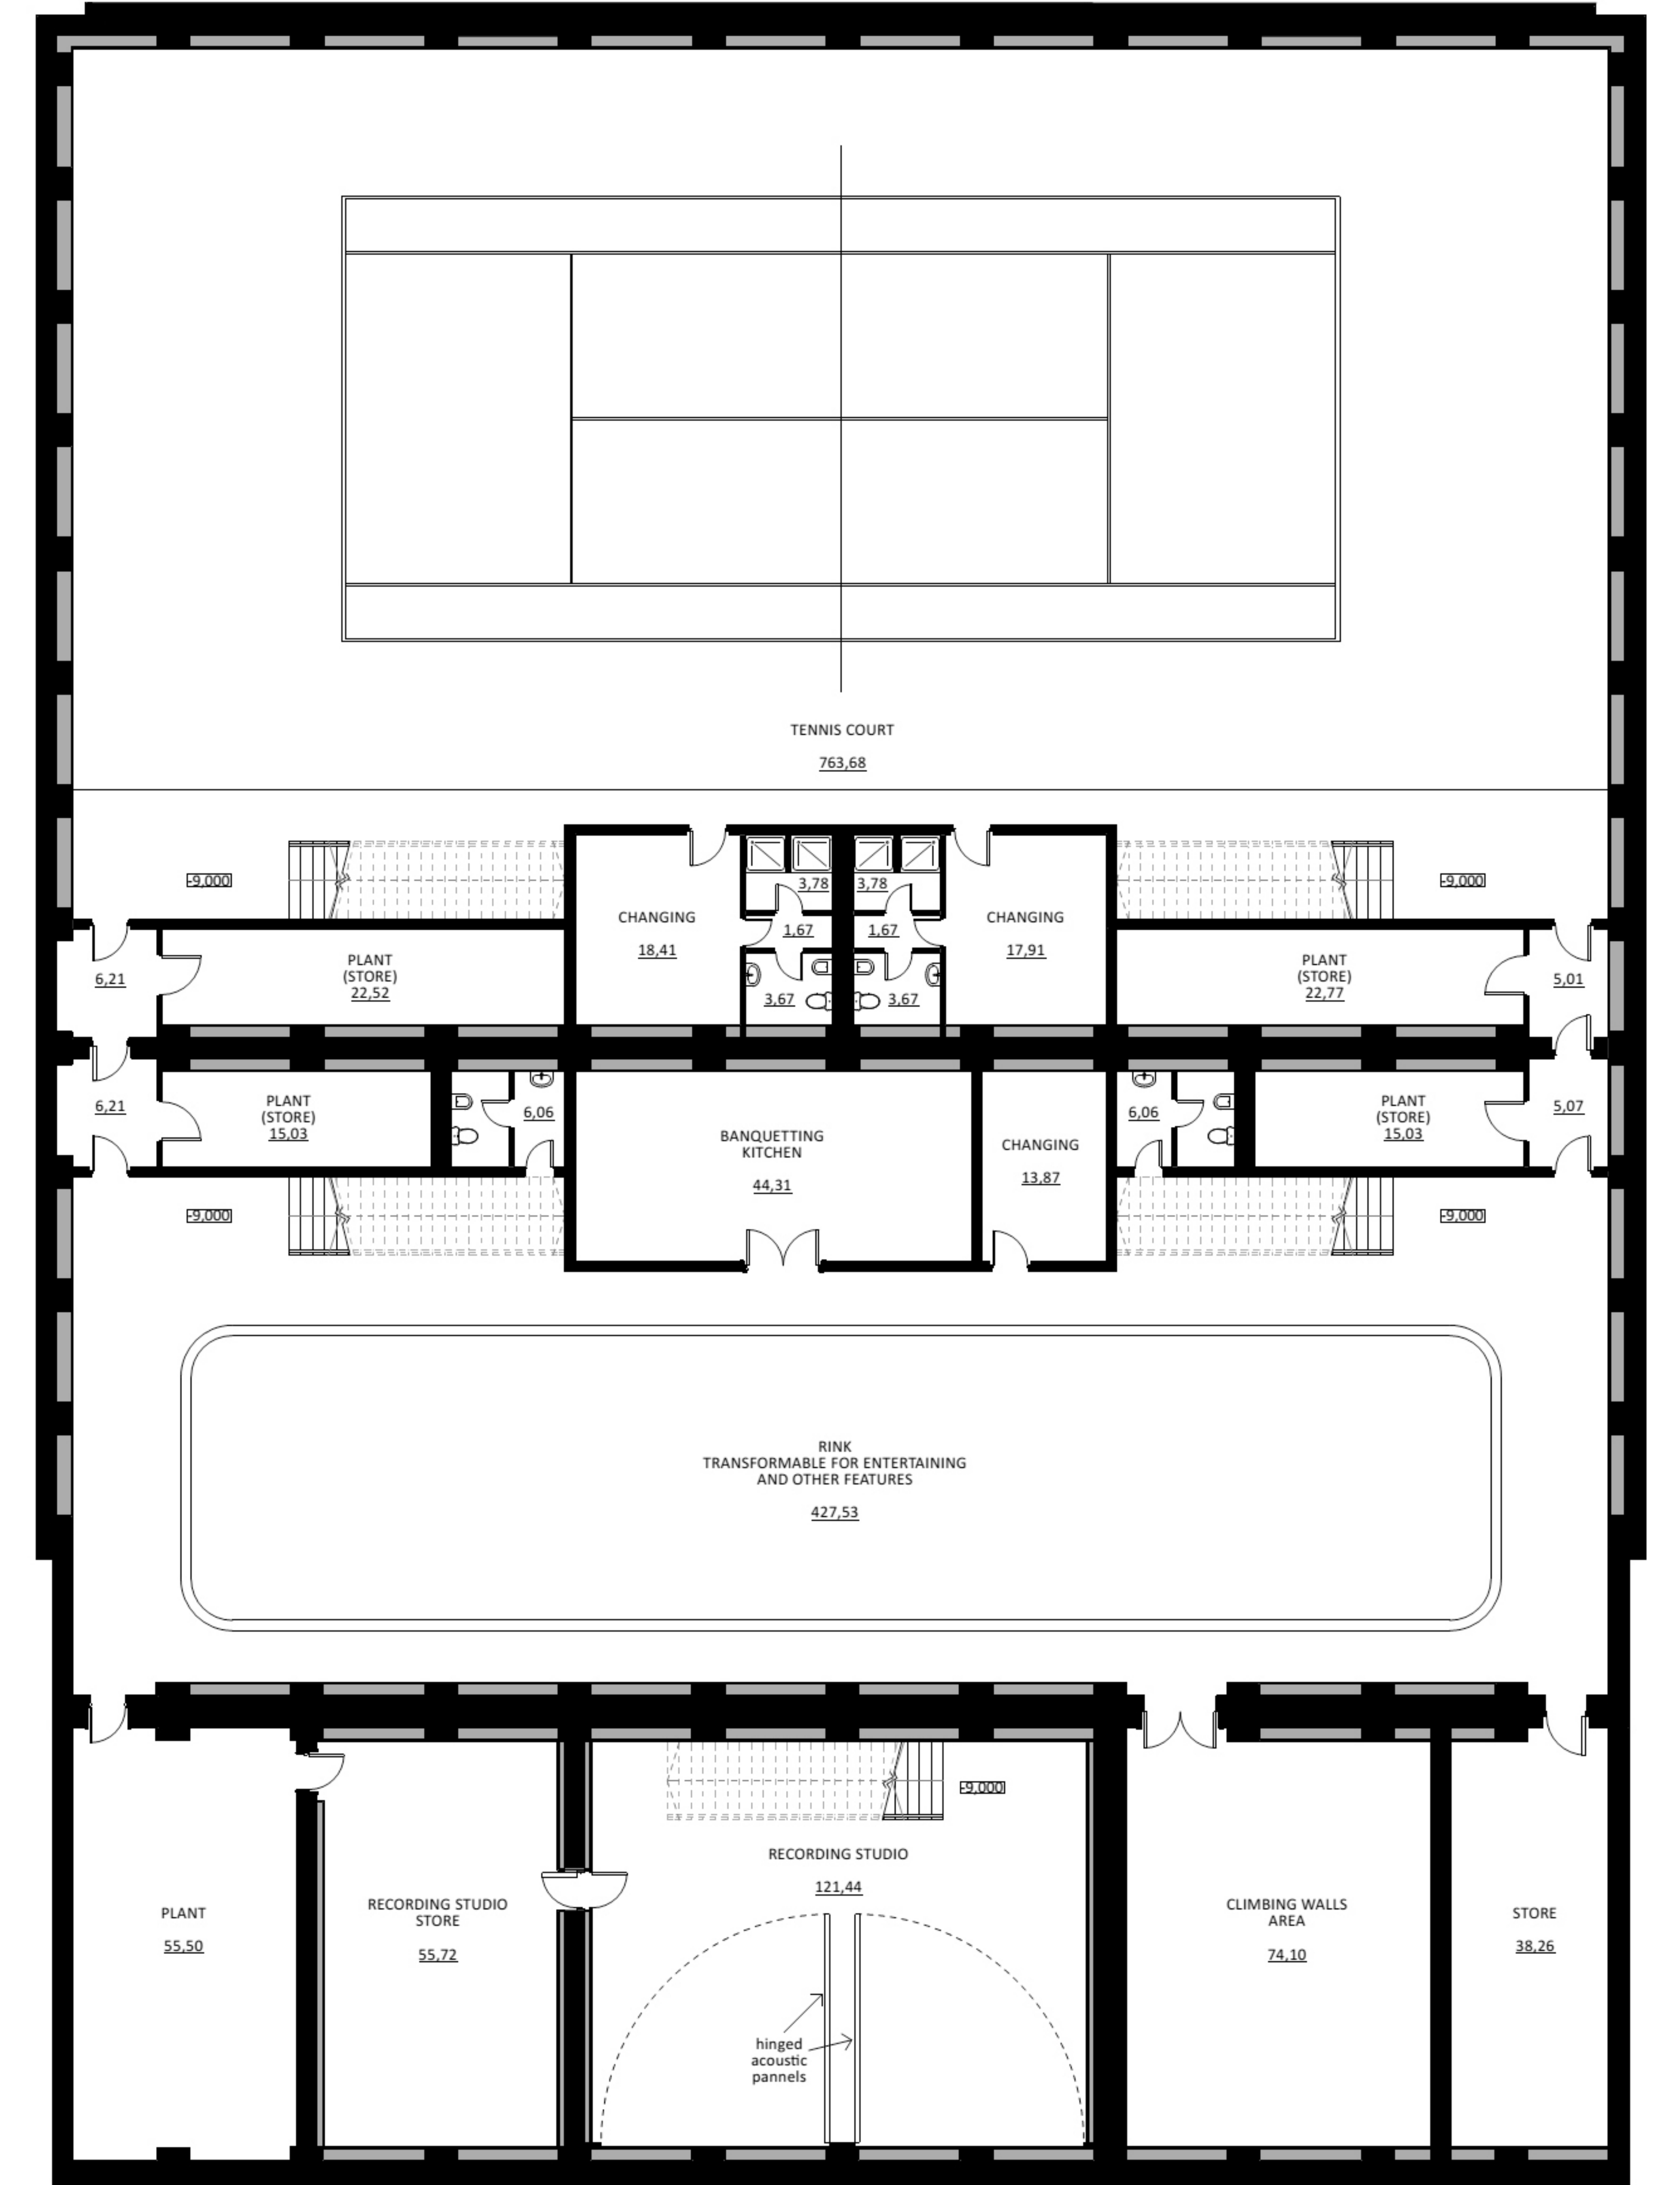 TENNIS COURT
763,68
-9,000
-9,000
3,78
3,78
CHANGING
18,41
1,67
1,67
CHANGING
17,91
PLANT
(STORE)
22,52
6,21
3,67
3,67
PLANT
(STORE)
22,77
5,01
6,21
PLANT
(STORE)
15,03
6,06
BANQUETTING
KITCHEN
44,31
CHANGING
13,87
6,06
PLANT
(STORE)
15,03
5,07
-9,000
-9,000
RINK
TRANSFORMABLE FOR ENTERTAINING
AND OTHER FEATURES
427,53
-9,000
RECORDING STUDIO
121,44
PLANT
55,50
RECORDING STUDIO
STORE
55,72
CLIMBING WALLS
AREA
74,10
STORE
38,26
hinged
acoustic
pannels